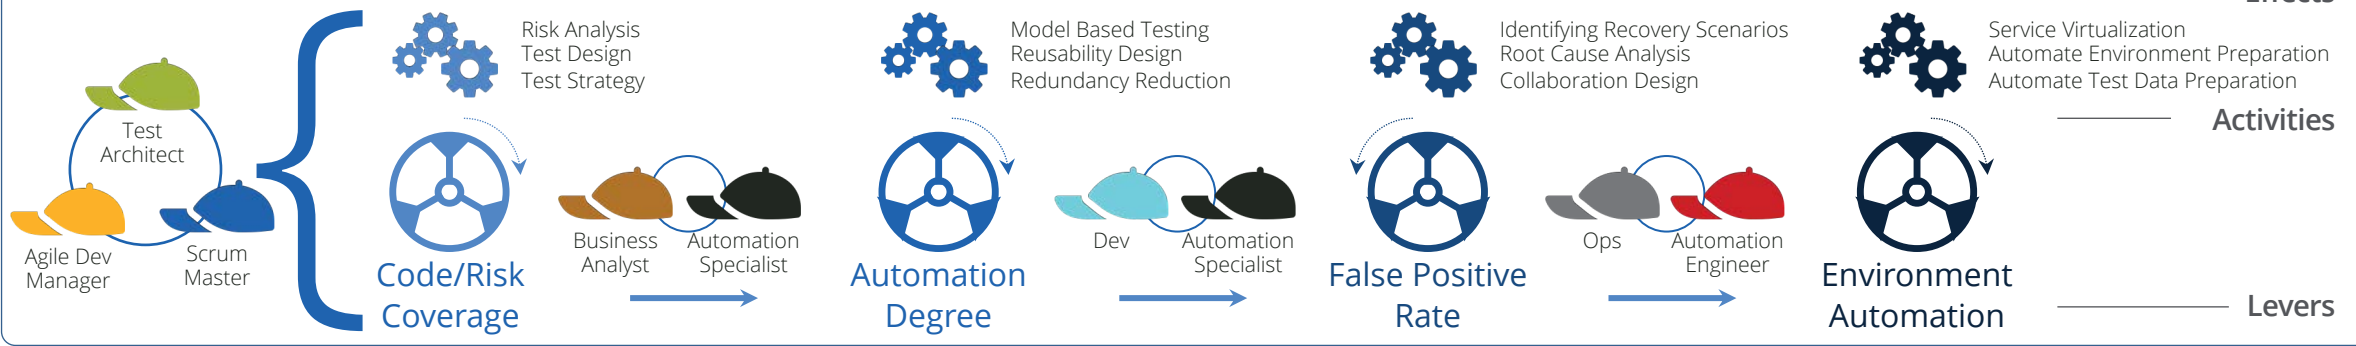 Effects
Risk Analysis
Test Design
Test Strategy
Model Based Testing
Reusability Design
Redundancy Reduction
Identifying Recovery Scenarios
Root Cause Analysis
Collaboration Design
Service Virtualization
Automate Environment Preparation
Automate Test Data Preparation
Activities
Test
Architect
Agile Dev
Manager
Scrum
Master
Code/Risk
Coverage
Business
Analyst
Automation
Specialist
Automation
Degree
Dev
Automation
Specialist
False Positive
Rate
Ops
Automation
Engineer
Environment
Automation
Levers